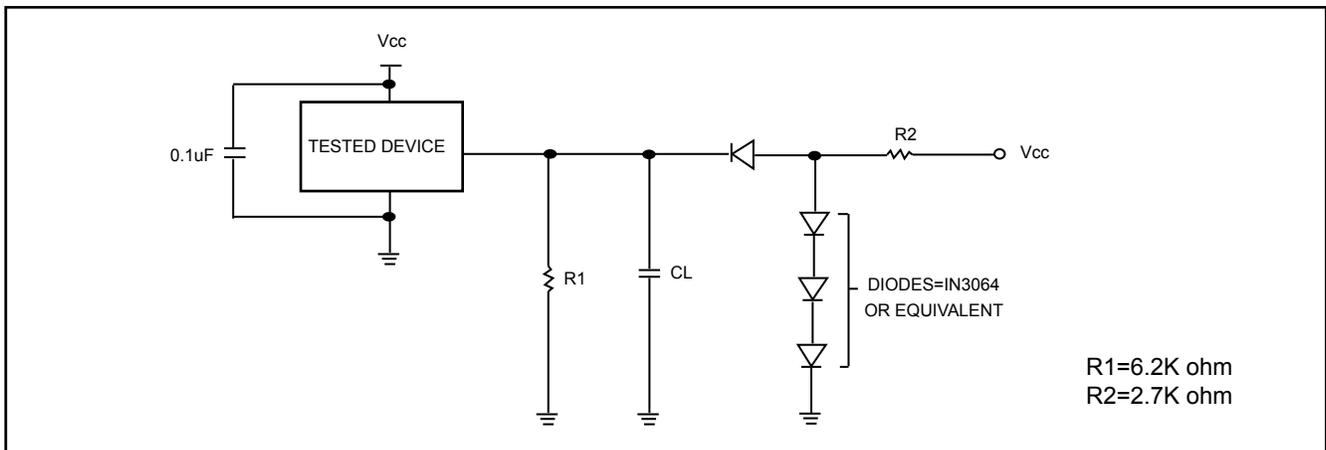 Vcc
0.1uF
TESTED DEVICE
R2
Vcc
R1
CL
DIODES=IN3064
OR EQUIVALENT
R1=6.2K ohm
R2=2.7K ohm